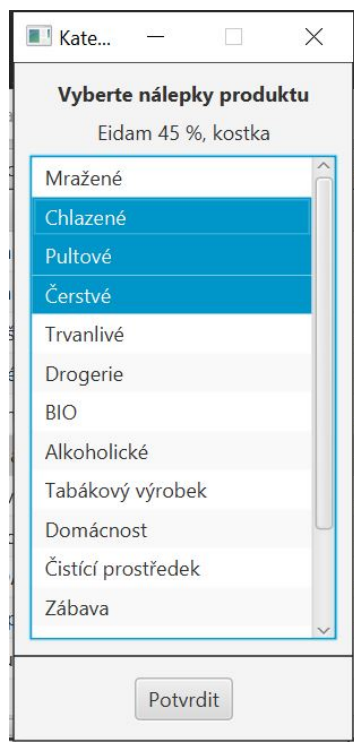 Kate...
Vyberte nálepky produktu
Eidam 45 %, kostka
Mražené
Chlazené
Pultové
Čerstvé
Trvanlivé
Drogerie
BIO
Alkoholické
Tabákový výrobek
Domácnost
Čistící prostředek
Zábava
Potvrdit